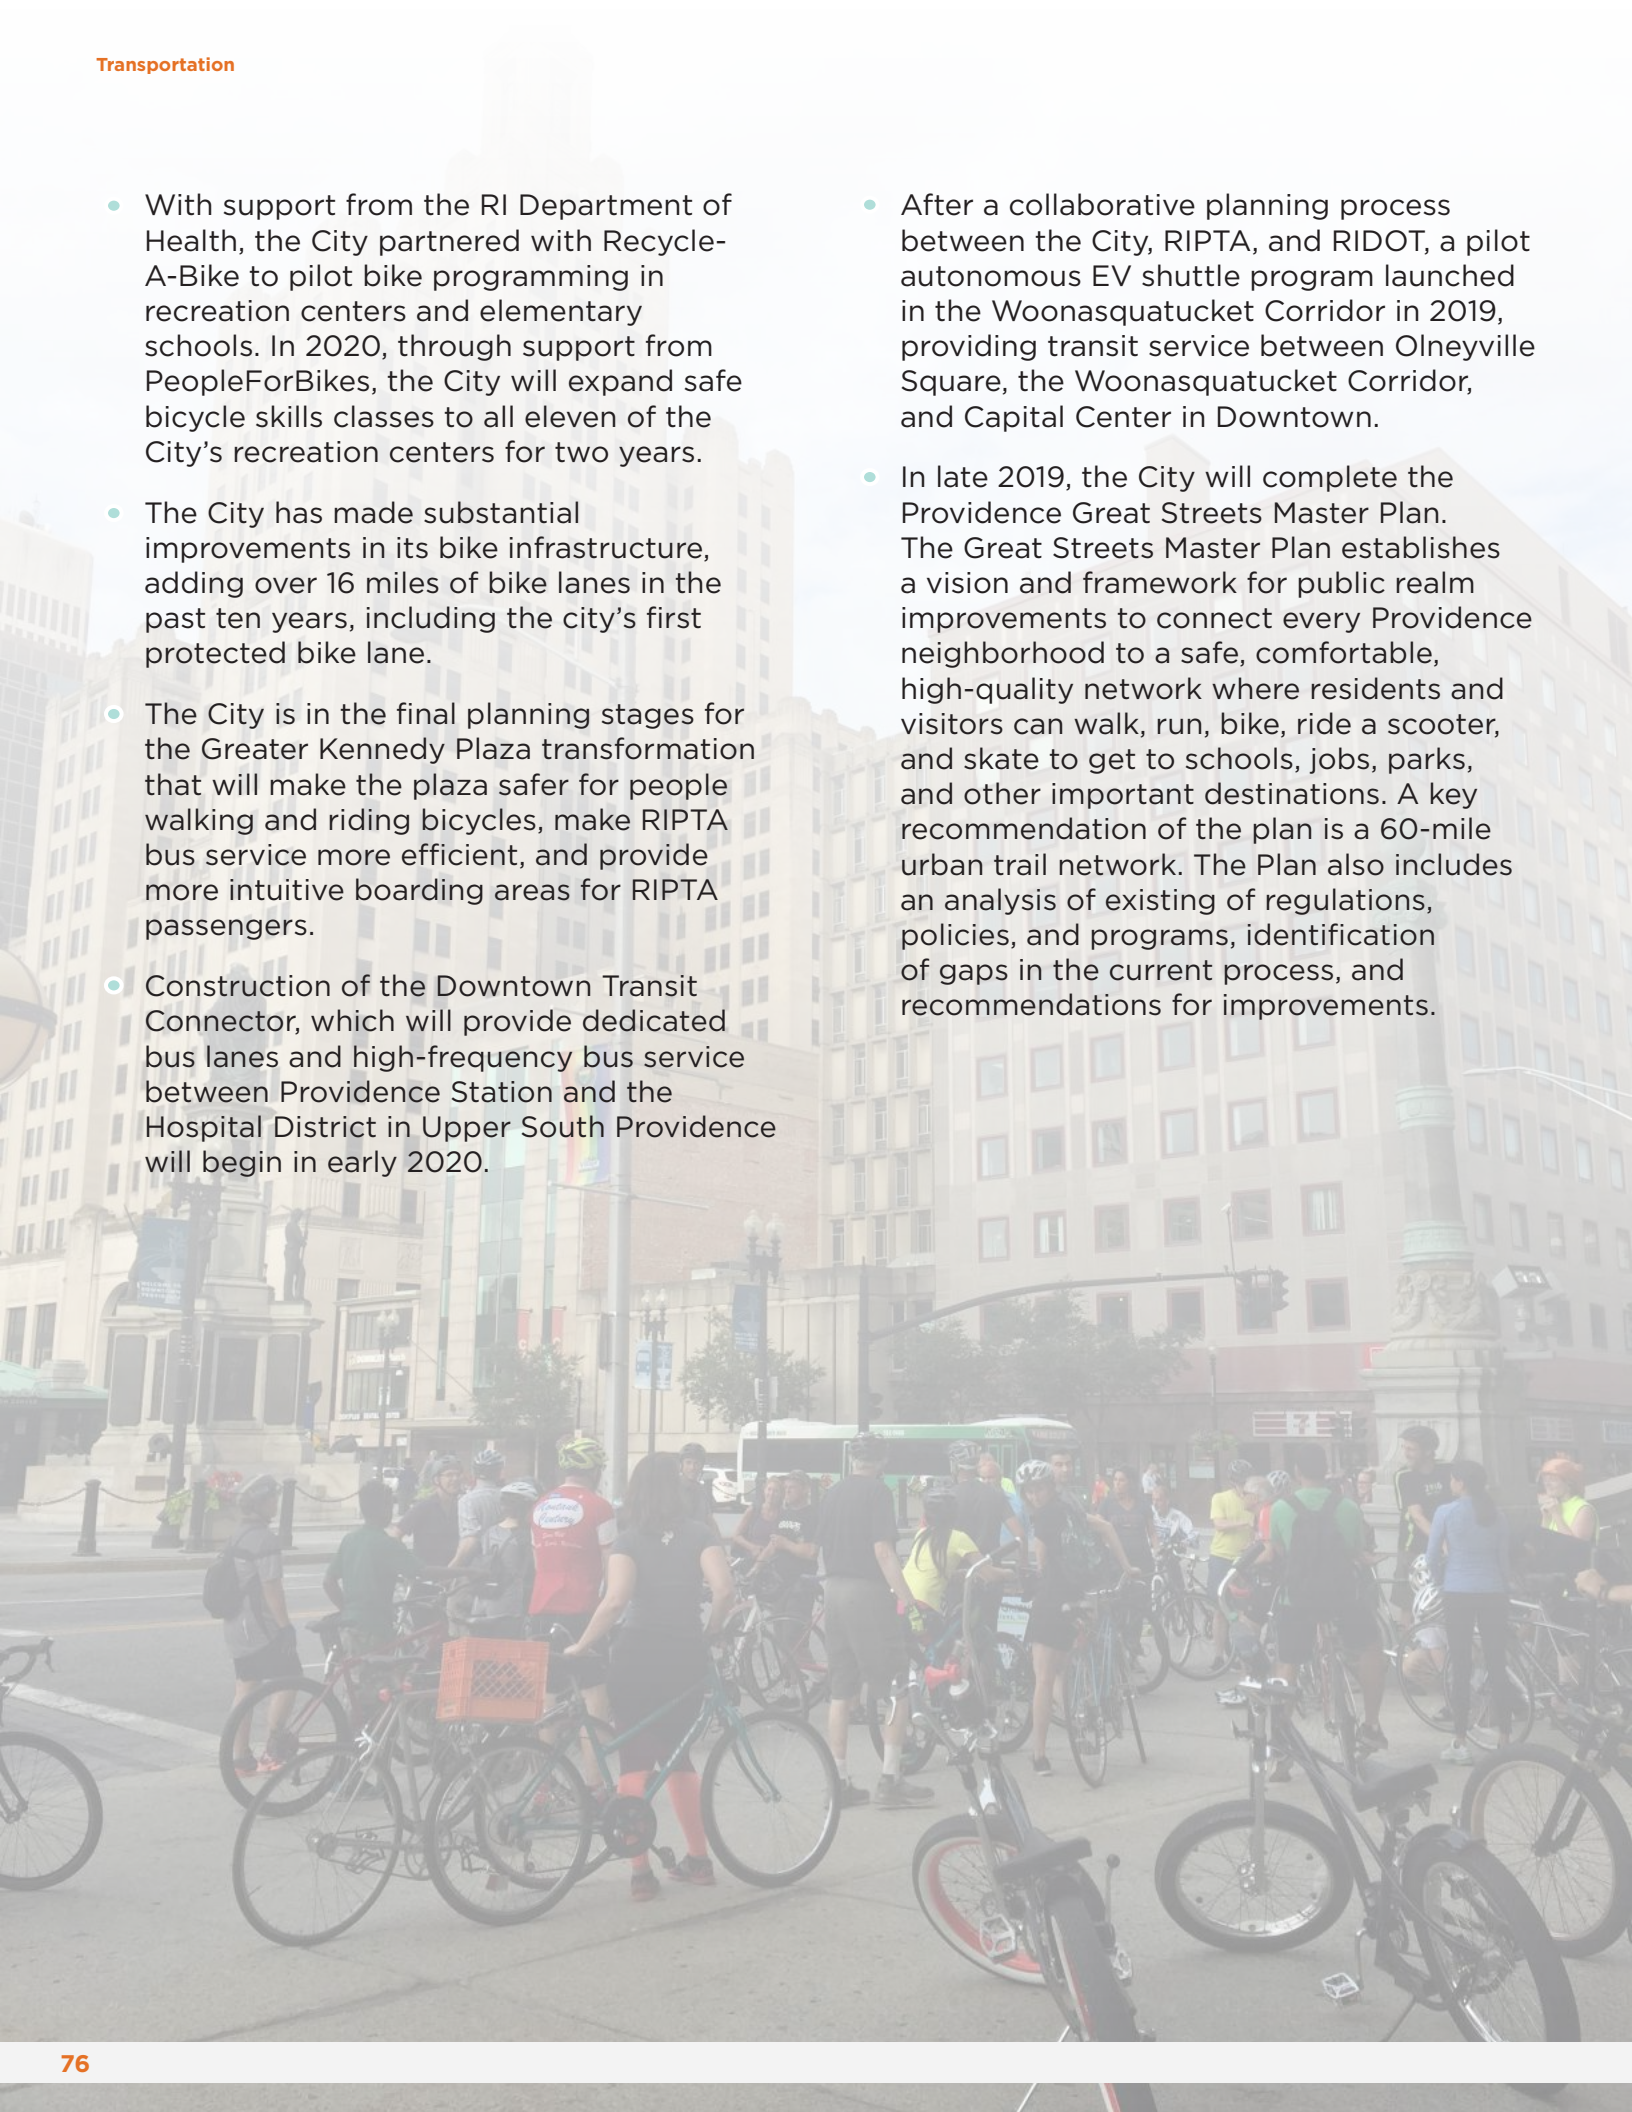 Transportation
With support from the RI Department of
Health, the City partnered with Recycle-
A-Bike to pilot bike programming in
recreation centers and elementary
schools. In 2020, through support from
PeopleForBikes, the City will expand safe
bicycle skills classes to all eleven of the
City’s recreation centers for two years.
The City has made substantial
improvements in its bike infrastructure,
adding over 16 miles of bike lanes in the
past ten years, including the city’s first
protected bike lane.
The City is in the final planning stages for
the Greater Kennedy Plaza transformation
that will make the plaza safer for people
walking and riding bicycles, make RIPTA
bus service more efficient, and provide
more intuitive boarding areas for RIPTA
passengers.
Construction of the Downtown Transit
Connector, which will provide dedicated
bus lanes and high-frequency bus service
between Providence Station and the
Hospital District in Upper South Providence
will begin in early 2020.
After a collaborative planning process
between the City, RIPTA, and RIDOT, a pilot
autonomous EV shuttle program launched
in the Woonasquatucket Corridor in 2019,
providing transit service between Olneyville
Square, the Woonasquatucket Corridor,
and Capital Center in Downtown.
In late 2019, the City will complete the
Providence Great Streets Master Plan.
The Great Streets Master Plan establishes
a vision and framework for public realm
improvements to connect every Providence
neighborhood to a safe, comfortable,
high-quality network where residents and
visitors can walk, run, bike, ride a scooter,
and skate to get to schools, jobs, parks,
and other important destinations. A key
recommendation of the plan is a 60-mile
urban trail network. The Plan also includes
an analysis of existing of regulations,
policies, and programs, identification
of gaps in the current process, and
recommendations for improvements.
76